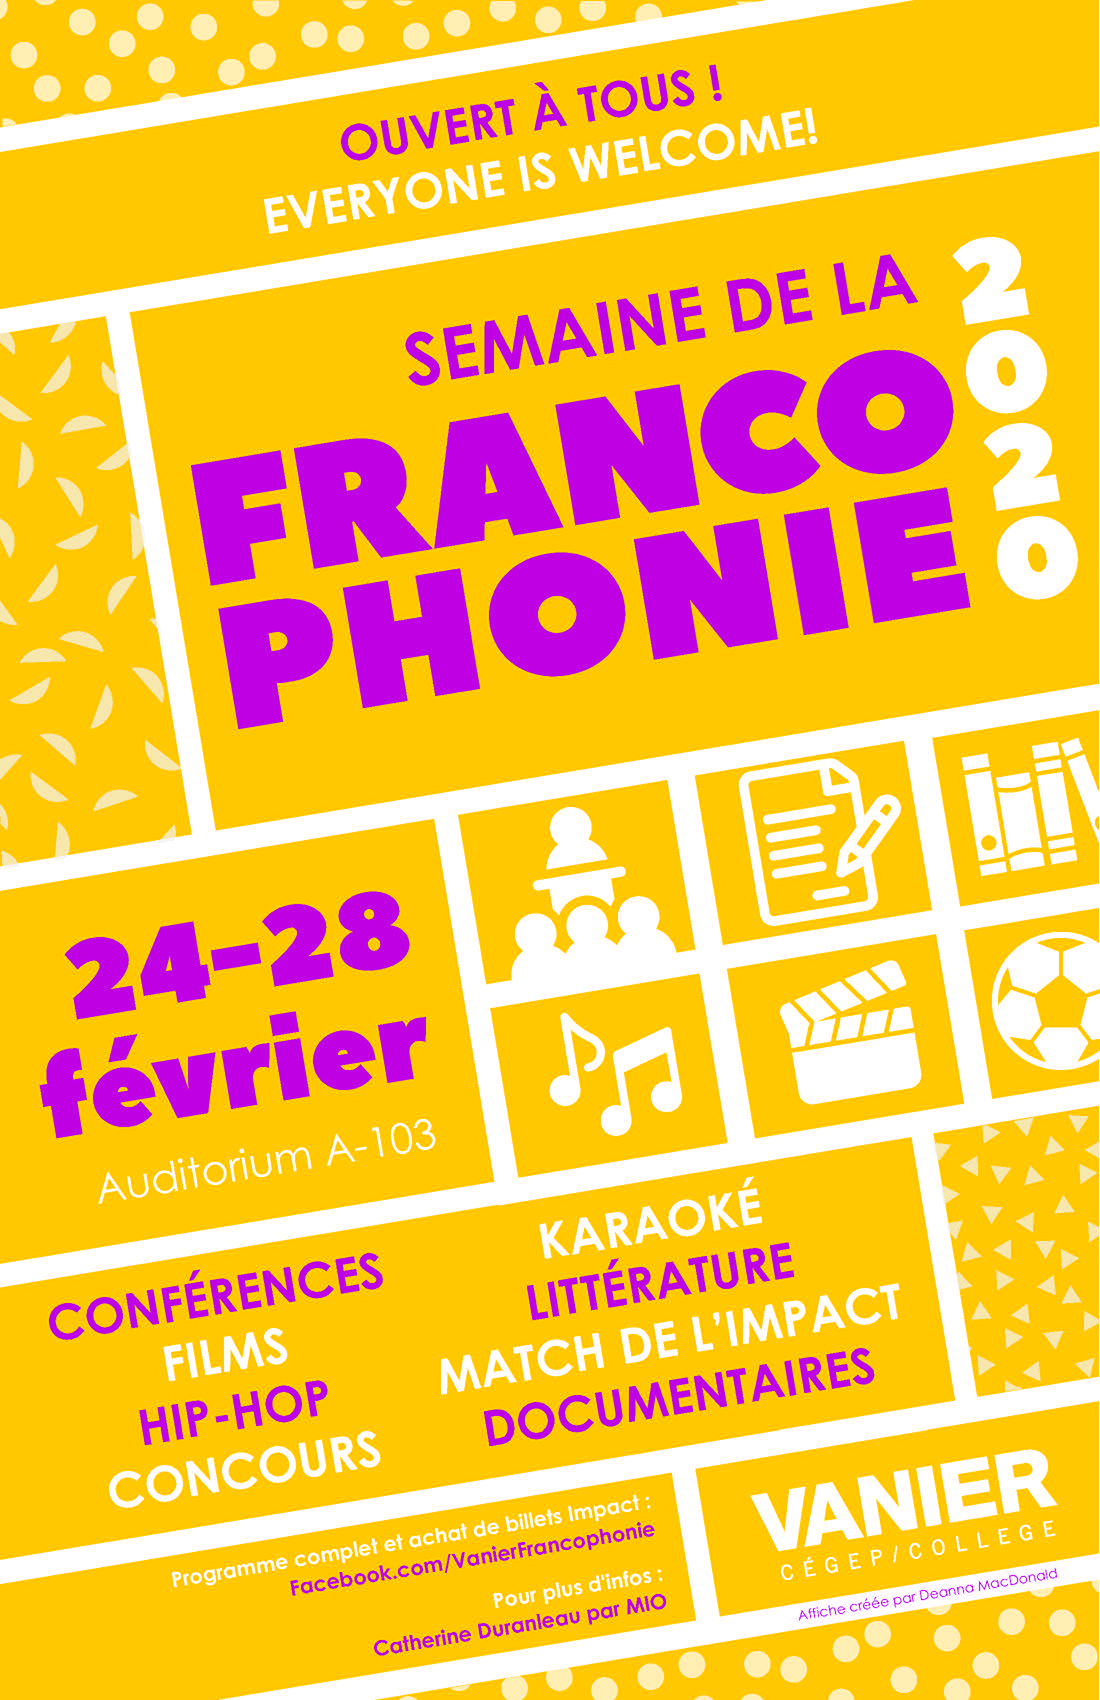 OUVERT À TOUS !
EVERYONE IS WELCOME!
SEMAINE DE LA
FRANCO
PHONIE
2020
24-28
février
Auditorium A-103
CONFÉRENCES
FILMS
HIP-HOP
CONCOURS
KARAOKÉ
LITTÉRATURE
MATCH DE L'IMPACT
DOCUMENTAIRES
Programme complet et achat de billets Impact :
Facebook.com/VanierFrancophonie
Pour plus d'infos :
Catherine Duranleau par MIO
VANIER
CÉGEP/COLLEGE
Affiche créée par Deanna MacDonald